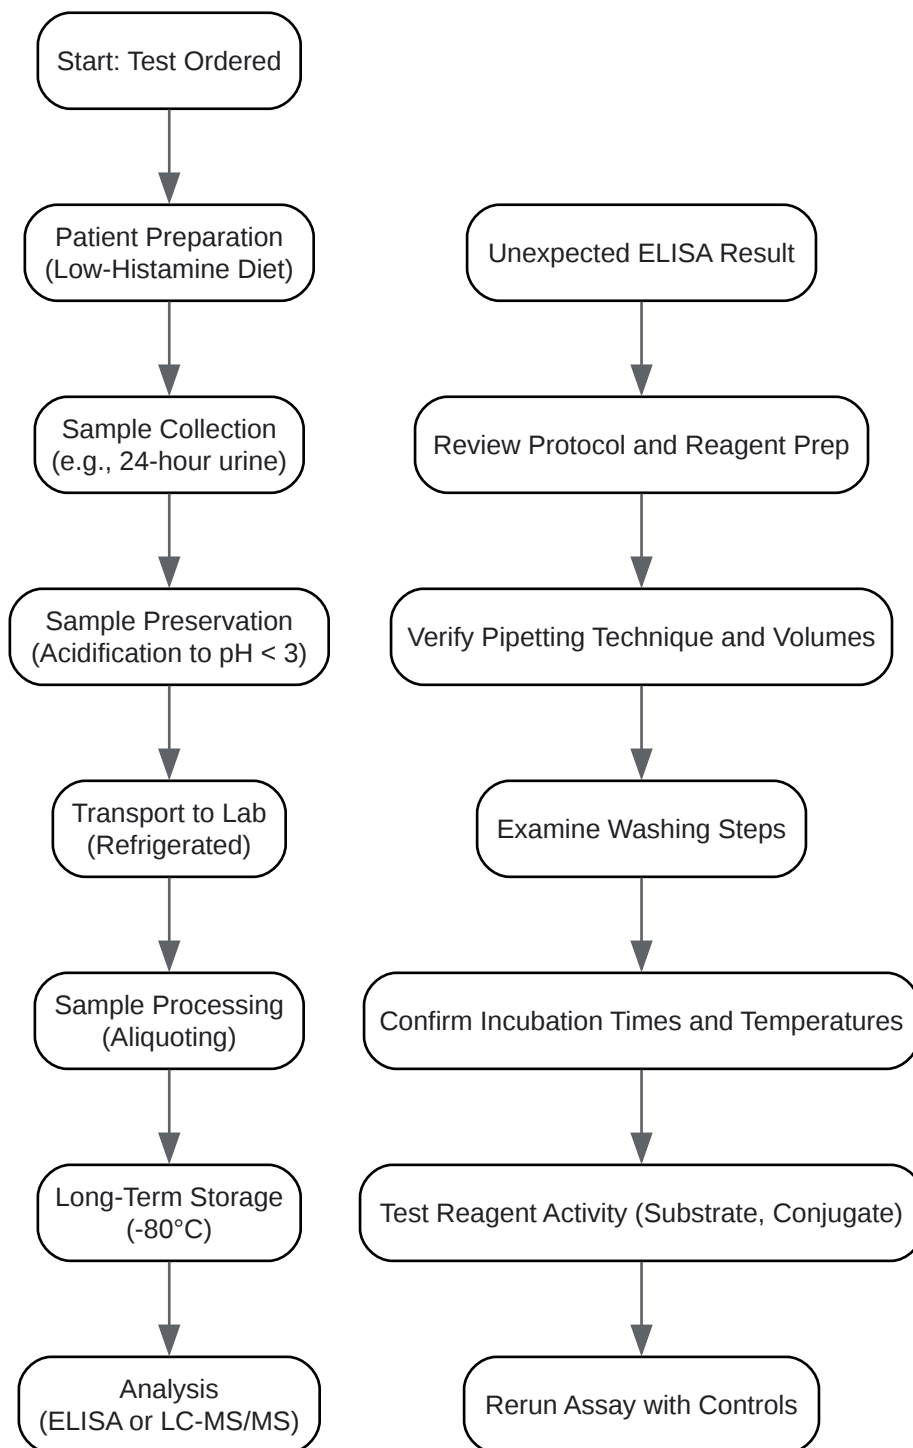 Start: Test Ordered
Patient Preparation
(Low-Histamine Diet)
Sample Collection
(e.g., 24-hour urine)
Sample Preservation
(Acidification to pH < 3)
Transport to Lab
(Refrigerated)
Sample Processing
(Aliquoting)
Long-Term Storage
(-80°C)
Analysis
(ELISA or LC-MS/MS)
Unexpected ELISA Result
Review Protocol and Reagent Prep
Verify Pipetting Technique and Volumes
Examine Washing Steps
Confirm Incubation Times and Temperatures
Test Reagent Activity (Substrate, Conjugate)
Rerun Assay with Controls